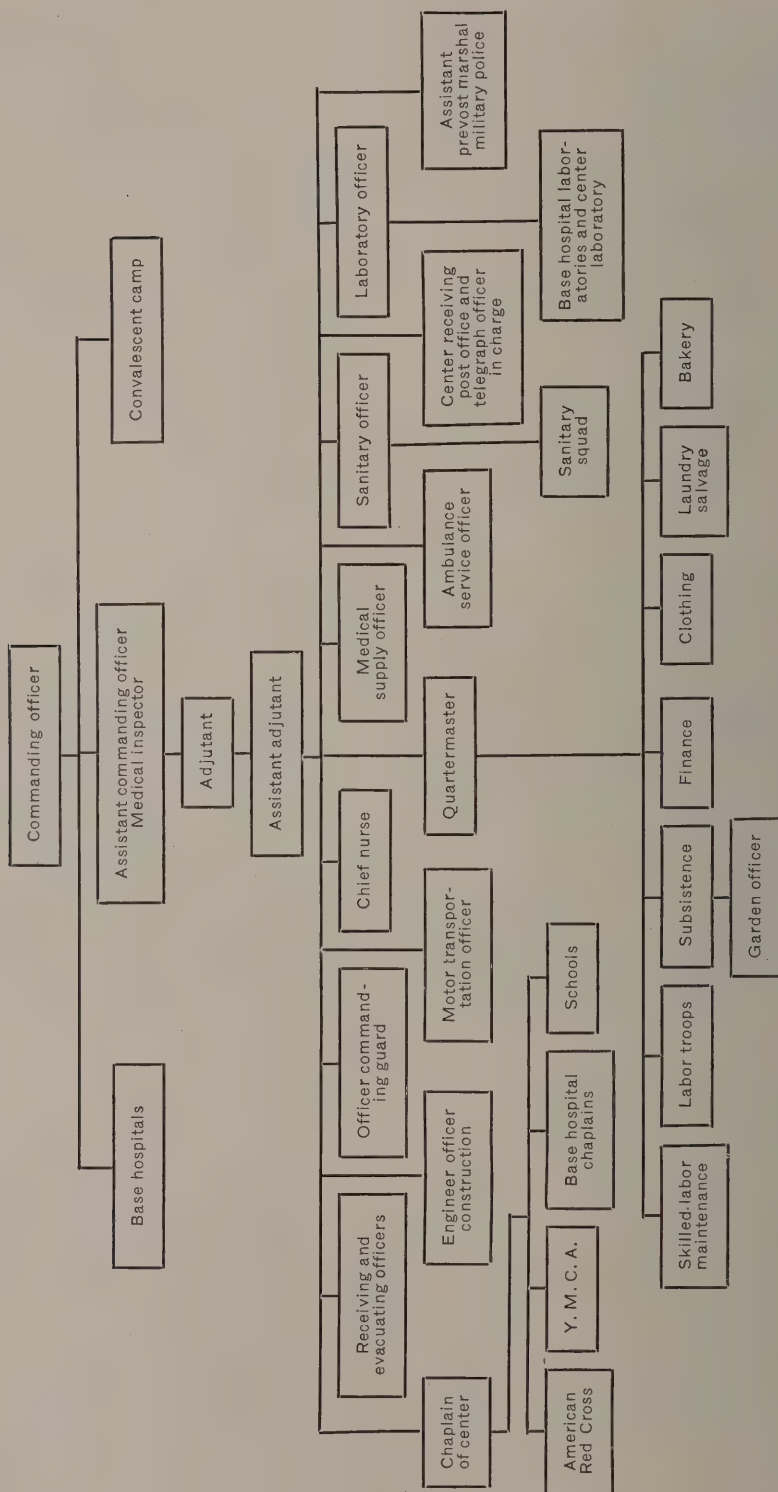 Commanding officer
Base hospitals
Assistant commanding officer
Medical inspector
Convalescent camp
Adjutant
Assistant adjutant
Receiving and
evacuating officers
Officer command-
ing guard
Chief nurse
Medical
supply officer
Sanitary officer
Laboratory officer
Chaplain
of center
Engineer officer
construction
Motor transpor-
tation officer
Quartermaster
Ambulance
service officer
Center receiving
post office and
telegraph officer
in charge
Assistant
prevost marshal
military police
American
Red Cross
Y. M. C. A.
Base hospital
chaplains
Schools
Sanitary
squad
Base hospital labor-
atories and center
laboratory
Skilled-labor
maintenance
Labor troops
Subsistence
Finance
Clothing
Laundry
salvage
Bakery
Garden officer